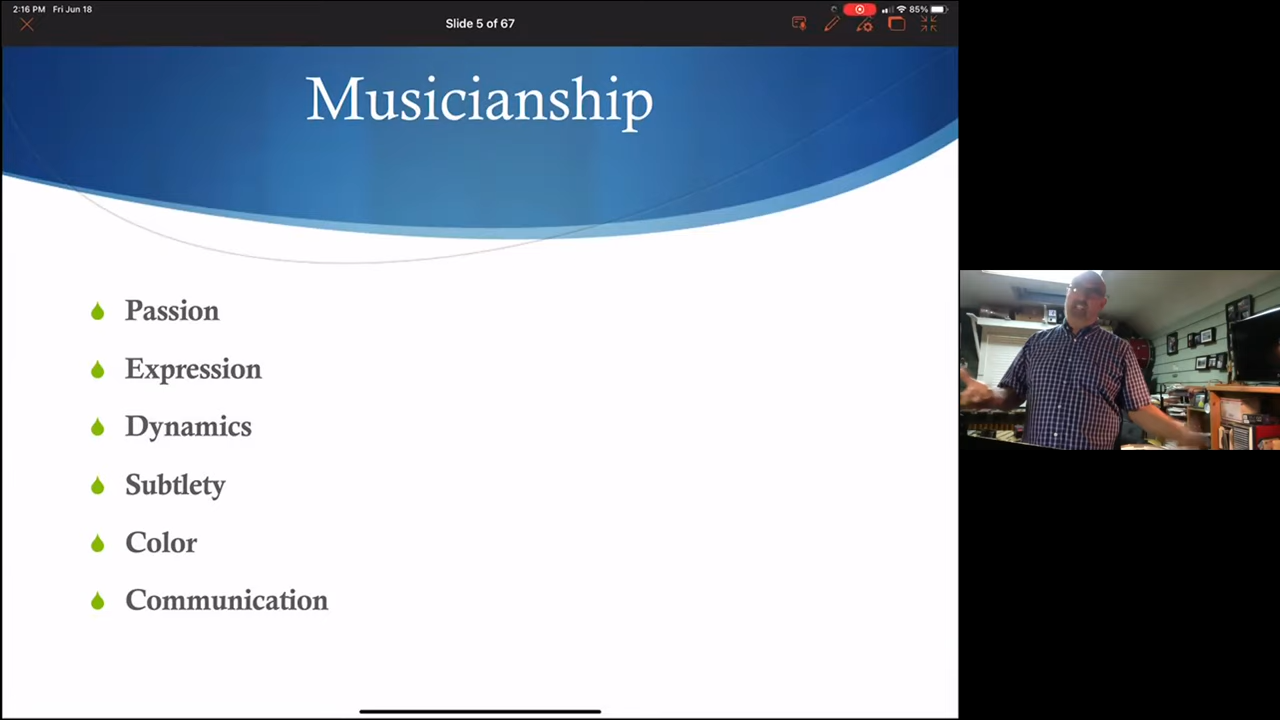 2:16 PM Fri Jun 18
85%
Slide 5 of 67
Musicianship
Passion
Expression
Dynamics
Subtlety
Color
Communication